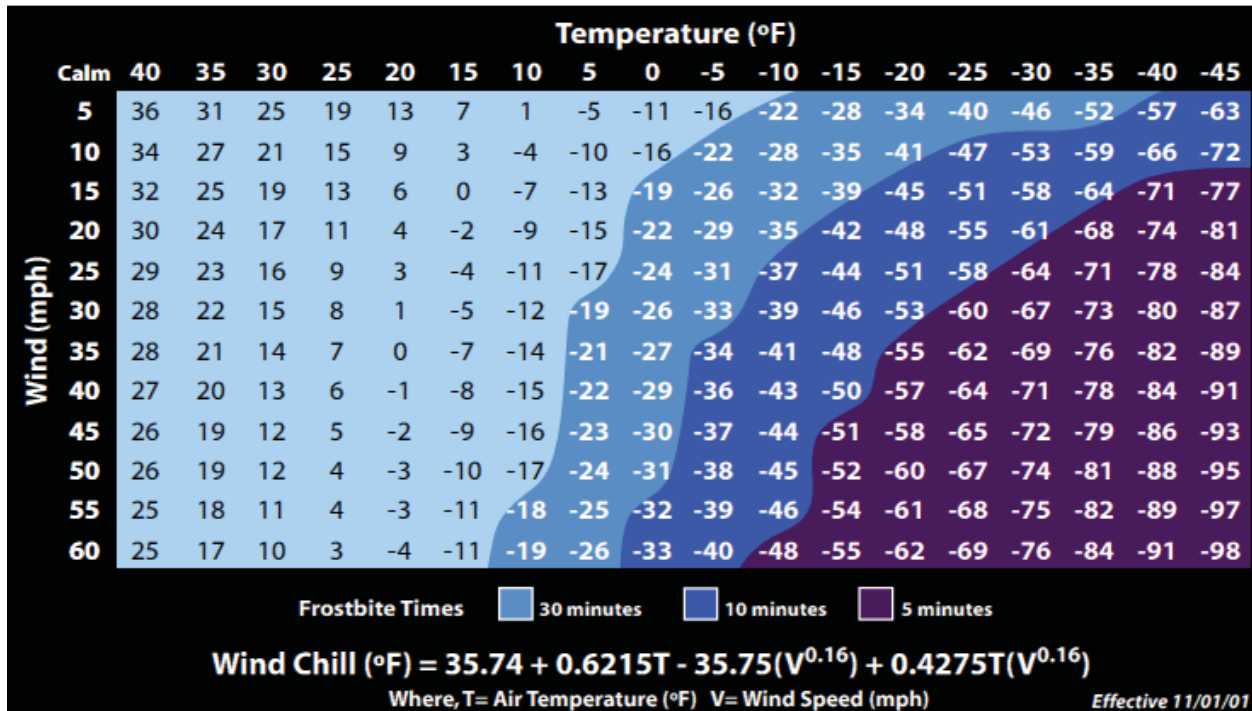 Temperature (ºF)
Calm 40 35 30 25 20 15 10 5 0 -5 -10 -15 -20 -25 -30 -35 -40 -45
5 36 31 25 19 13 7 1 -5 -11 -16 -22 -28 -34 -40 -46 -52 -57 -63
10 34 27 21 15 9 3 -4 -10 -16 -22 -28 -35 -41 -47 -53 -59 -66 -72
15 32 25 19 13 6 0 -7 -13 -19 -26 -32 -39 -45 -51 -58 -64 -71 -77
20 30 24 17 11 4 -2 -9 -15 -22 -29 -35 -42 -48 -55 -61 -68 -74 -81
25 29 23 16 9 3 -4 -11 -17 -24 -31 -37 -44 -51 -58 -64 -71 -78 -84
30 28 22 15 8 1 -5 -12 -19 -26 -33 -39 -46 -53 -60 -67 -73 -80 -87
35 28 21 14 7 0 -7 -14 -21 -27 -34 -41 -48 -55 -62 -69 -76 -82 -89
40 27 20 13 6 -1 -8 -15 -22 -29 -36 -43 -50 -57 -64 -71 -78 -84 -91
45 26 19 12 5 -2 -9 -16 -23 -30 -37 -44 -51 -58 -65 -72 -79 -86 -93
50 26 19 12 4 -3 -10 -17 -24 -31 -38 -45 -52 -60 -67 -74 -81 -88 -95
55 25 18 11 4 -3 -11 -18 -25 -32 -39 -46 -54 -61 -68 -75 -82 -89 -97
60 25 17 10 3 -4 -11 -19 -26 -33 -40 -48 -55 -62 -69 -76 -84 -91 -98
Wind (mph)
Frostbite Times 30 minutes 10 minutes 5 minutes
Wind Chill (ºF) = 35.74 + 0.6215T - 35.75(V^0.16) + 0.4275T(V^0.16)
Where, T= Air Temperature (ºF) V= Wind Speed (mph) Effective 11/01/01